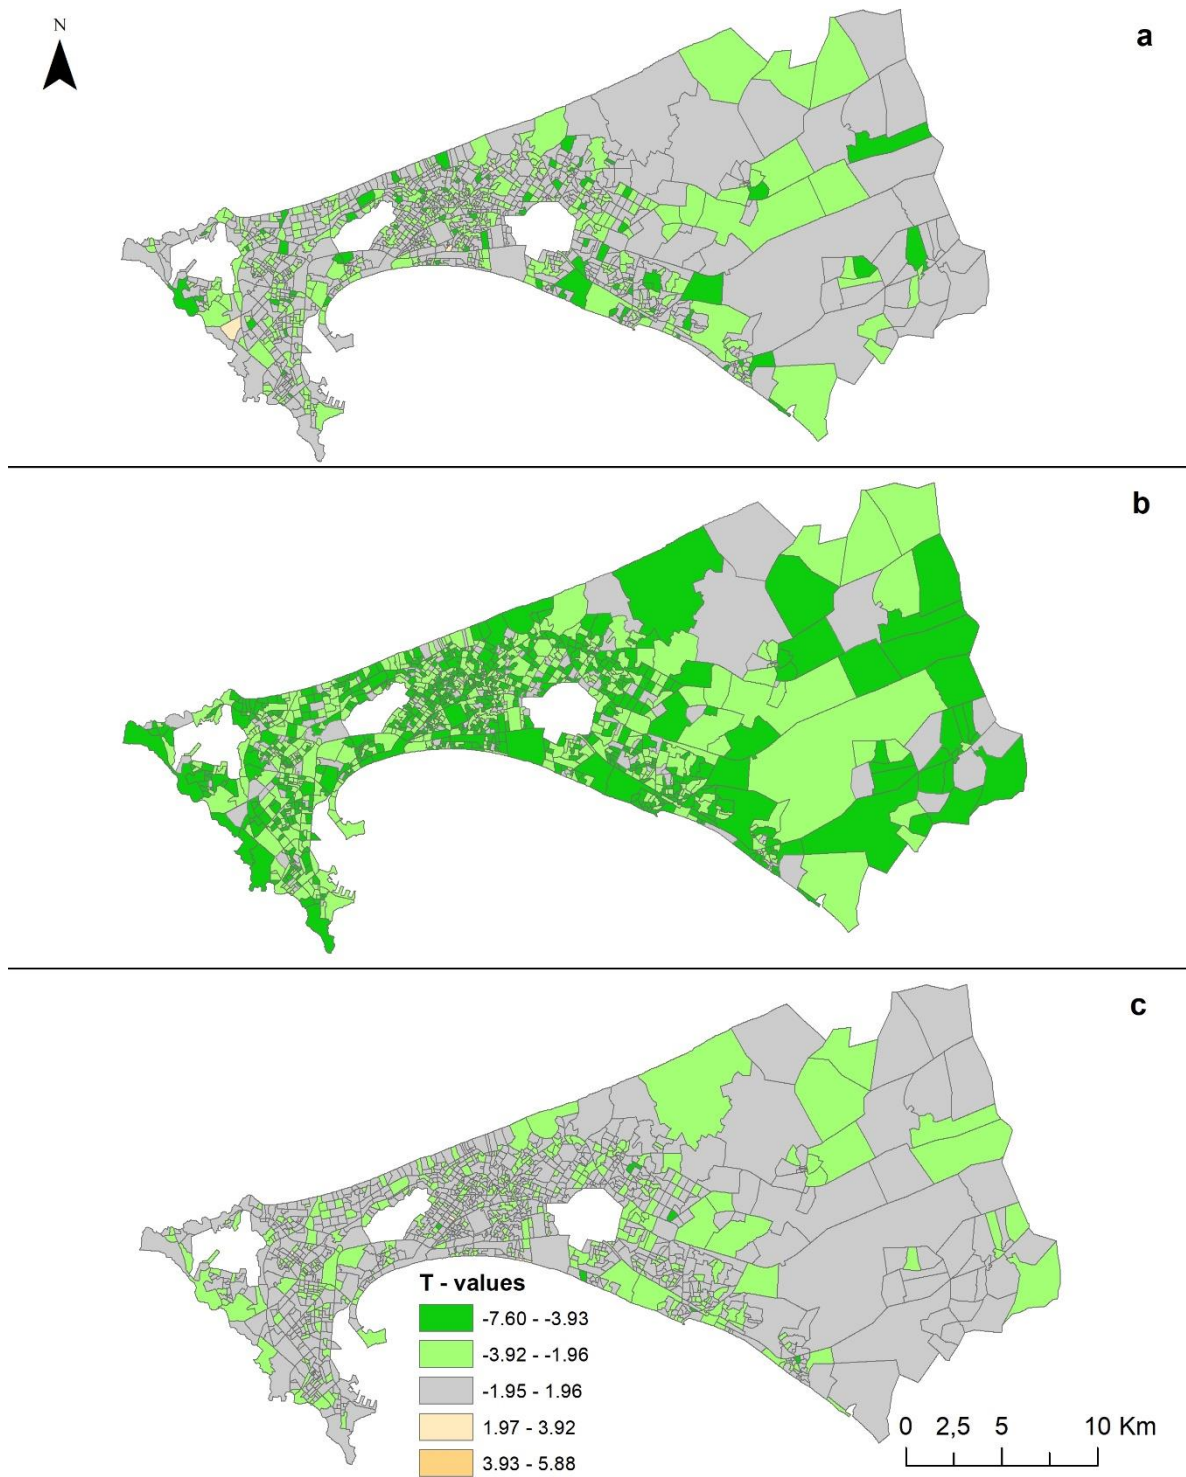 N
a
b
c
T - values
-7.60 - -3.93
-3.92 - -1.96
-1.95 - 1.96
1.97 - 3.92
3.93 - 5.88
0 2,5 5 10 Km